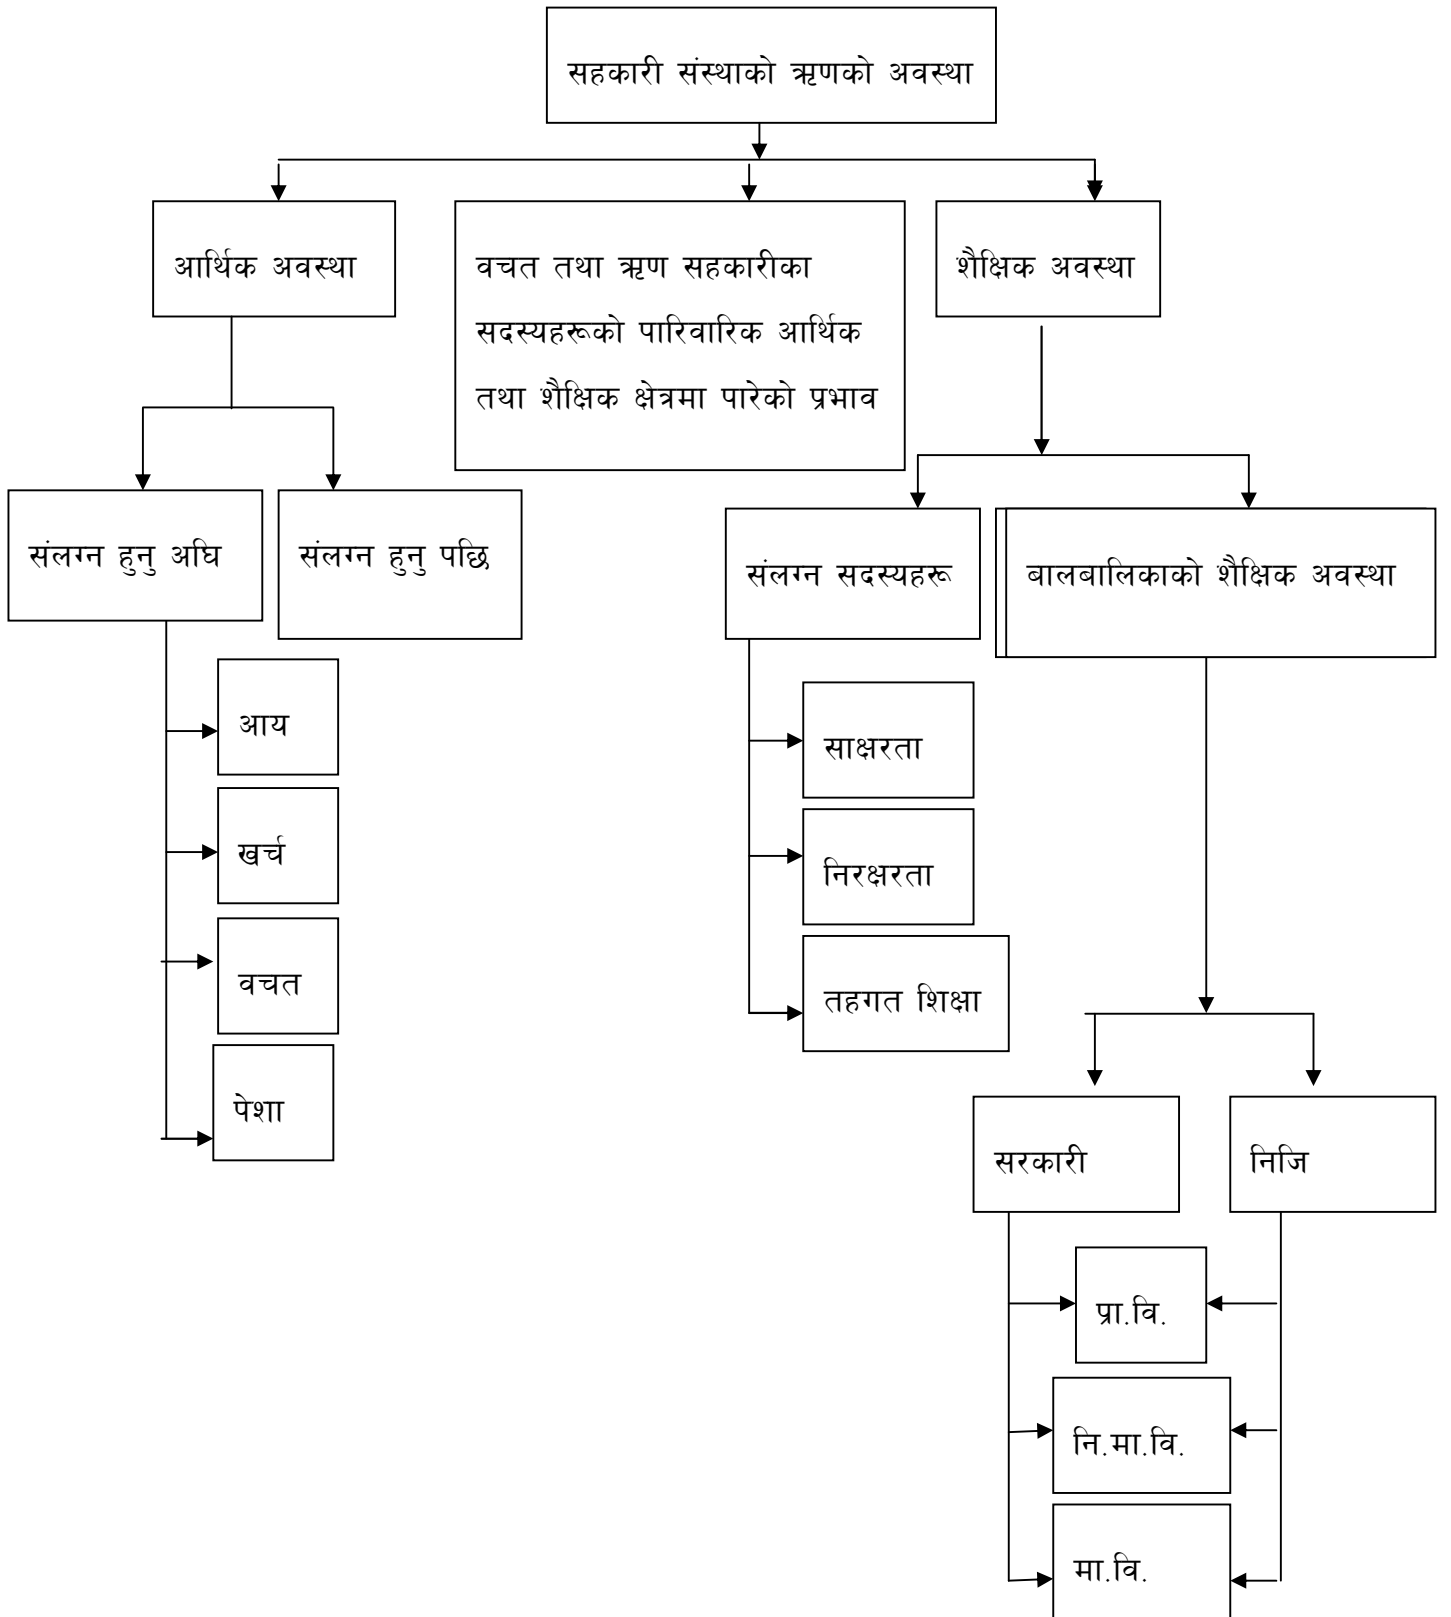 सहकारी संस्थाको ऋणको अवस्था
आर्थिक अवस्था
वचत तथा ऋण सहकारीका
सदस्यहरूको पारिवारिक आर्थिक
तथा शैक्षिक क्षेत्रमा पारेको प्रभाव
शैक्षिक अवस्था
संलग्न हुनु अघि
संलग्न हुनु पछि
संलग्न सदस्यहरू
बालबालिकाको शैक्षिक अवस्था
आय
खर्च
वचत
पेशा
साक्षरता
निरक्षरता
तहगत शिक्षा
सरकारी
निजि
प्रा.वि.
नि.मा.वि.
मा.वि.